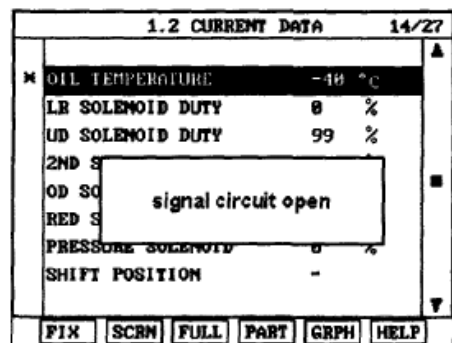 1.2 CURRENT DATA 14/27
* OIL TEMPERATURE -40 °C
LR SOLENOID DUTY 0 %
UD SOLENOID DUTY 99 %
2ND S
OD SO
signal circuit open
RED S
PRESSURE SOLENOID 0 %
SHIFT POSITION -
FIX SCRN FULL PART GRPH HELP